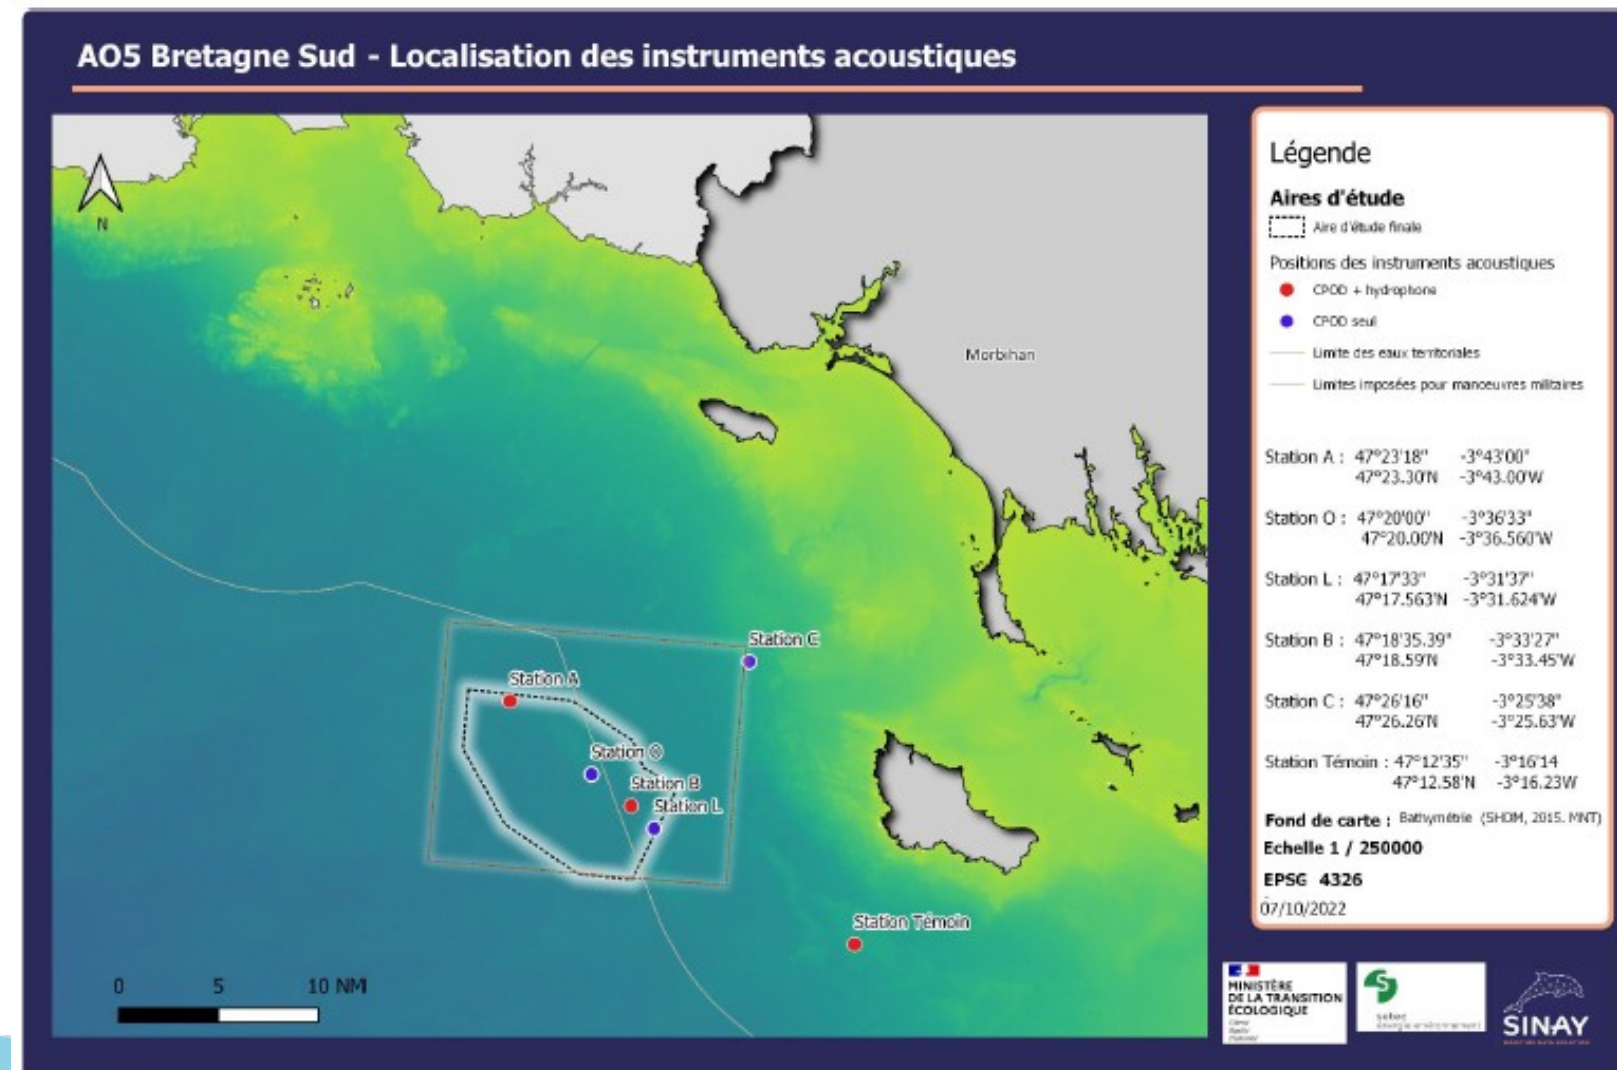 AO5 Bretagne Sud - Localisation des instruments acoustiques
N
Morbihan
Station C
Station A
Station O
Station B
Station L
Station Témoin
0 5 10 NM
Légende
Aires d'étude
Aire d'étude finale
Positions des instruments acoustiques
CPOD + hydrophone
CPOD seul
Limite des eaux territoriales
Limites imposées pour manoeuvres militaires
Station A : 47°23'18" -3°43'00"
47°23.30'N -3°43.00'W
Station O : 47°20'00" -3°36'33"
47°20.00'N -3°36.560'W
Station L : 47°17'33" -3°31'37"
47°17.563'N -3°31.624'W
Station B : 47°18'35.39" -3°33'27"
47°18.59'N -3°33.45'W
Station C : 47°26'16" -3°25'38"
47°26.26'N -3°25.63'W
Station Témoin : 47°12'35" -3°16'14
47°12.58'N -3°16.23W
Fond de carte : Bathymétrie (SHOM, 2015. MNT)
Echelle 1 / 250000
EPSG 4326
07/10/2022
MINISTÈRE
DE LA TRANSITION
ÉCOLOGIQUE
setec
énergie environnement
SINAY